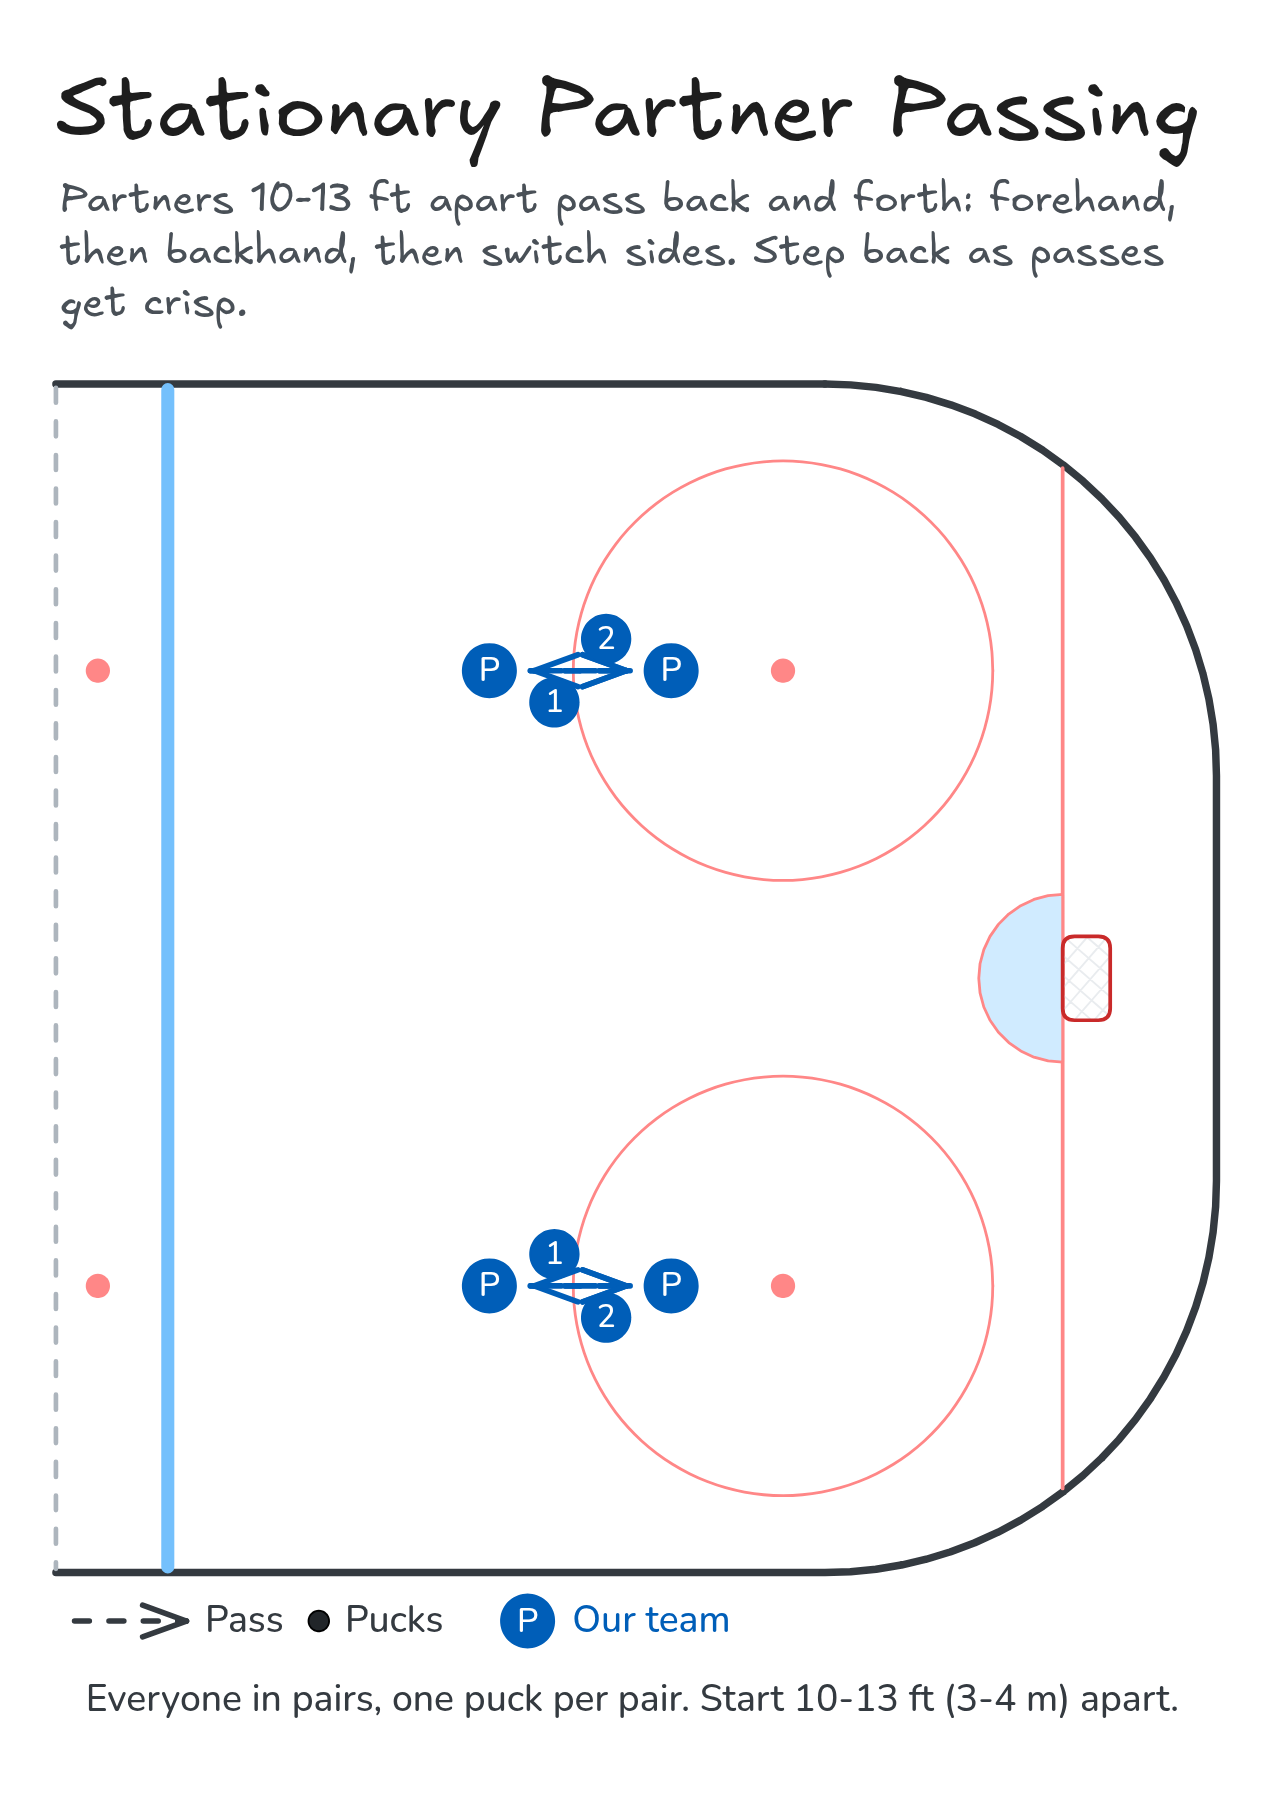 Stationary Partner Passing
Partners 10-13 ft apart pass back and forth: forehand,
then backhand, then switch sides. Step back as passes
get crisp.
2
P P
1
1
P P
2
Pass Pucks P Our team
Everyone in pairs, one puck per pair. Start 10-13 ft (3-4 m) apart.